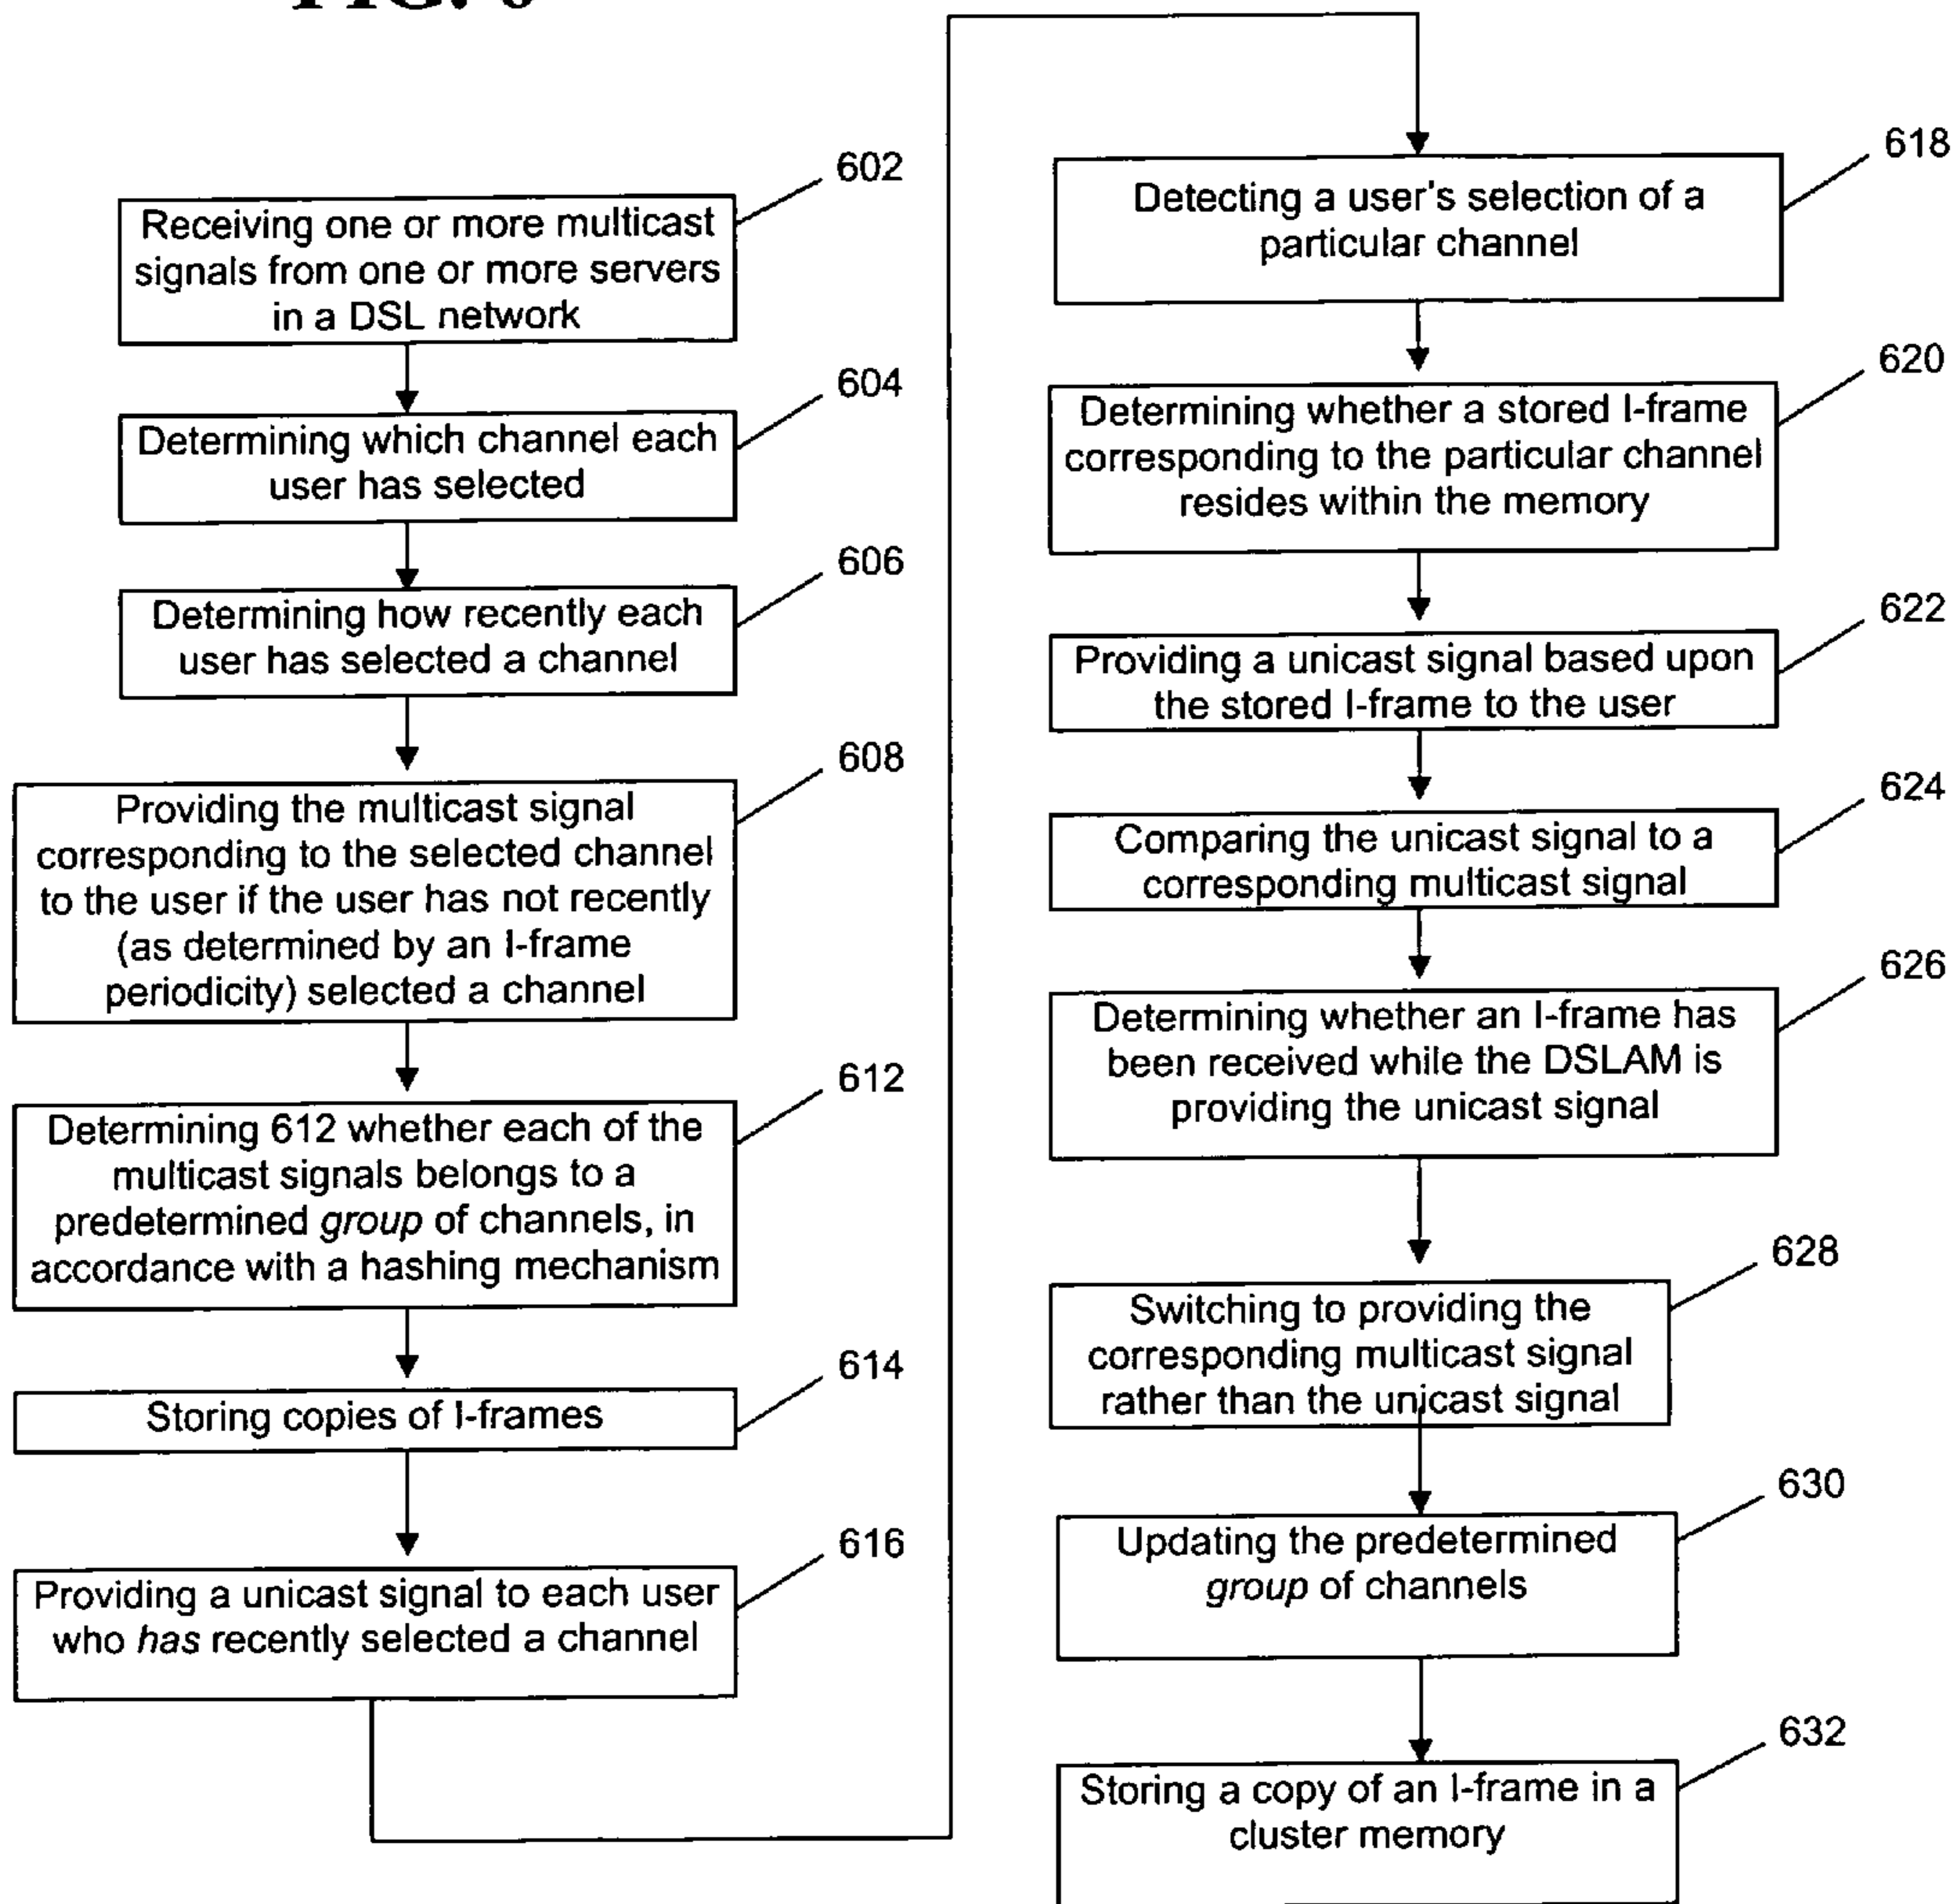 602
Receiving one or more multicast
signals from one or more servers
in a DSL network
604
Determining which channel each
user has selected
606
Determining how recently each
user has selected a channel
608
Providing the multicast signal
corresponding to the selected channel
to the user if the user has not recently
(as determined by an I-frame
periodicity) selected a channel
612
Determining 612 whether each of the
multicast signals belongs to a
predetermined group of channels, in
accordance with a hashing mechanism
614
Storing copies of I-frames
616
Providing a unicast signal to each user
who has recently selected a channel
618
Detecting a user's selection of a
particular channel
620
Determining whether a stored I-frame
corresponding to the particular channel
resides within the memory
622
Providing a unicast signal based upon
the stored I-frame to the user
624
Comparing the unicast signal to a
corresponding multicast signal
626
Determining whether an I-frame has
been received while the DSLAM is
providing the unicast signal
628
Switching to providing the
corresponding multicast signal
rather than the unicast signal
630
Updating the predetermined
group of channels
632
Storing a copy of an I-frame in a
cluster memory